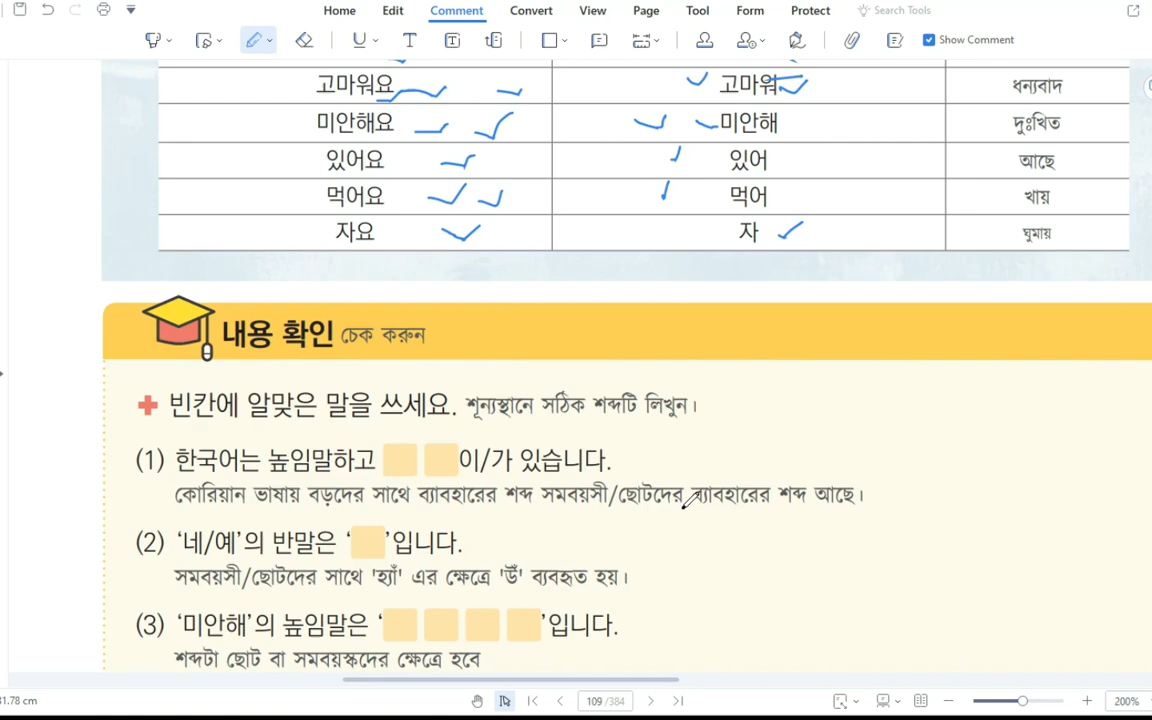 Home Edit Comment Convert View Page Tool Form Protect Search Tools
Show Comment
고마워요 고마워 ধন্যবাদ
미안해요 미안해 দুঃখিত
있어요 있어 আছে
먹어요 먹어 খায়
자요 자 ঘুমায়
내용 확인 চেক করুন
빈칸에 알맞은 말을 쓰세요. শূন্যস্থানে সঠিক শব্দটি লিখুন।
(1) 한국어는 높임말하고 이/가 있습니다.
কোরিয়ান ভাষায় বড়দের সাথে ব্যাবহারের শব্দ সমবয়সী/ছোটদের ব্যাবহারের শব্দ আছে।
(2) ‘네/예’의 반말은 ‘ ’입니다.
সমবয়সী/ছোটদের সাথে 'হ্যাঁ' এর ক্ষেত্রে 'উঁ' ব্যবহৃত হয়।
(3) ‘미안해’의 높임말은 ‘ ’입니다.
শব্দটা ছোট বা সমবয়স্কদের ক্ষেত্রে হবে
31.78 cm 109 /384 200%